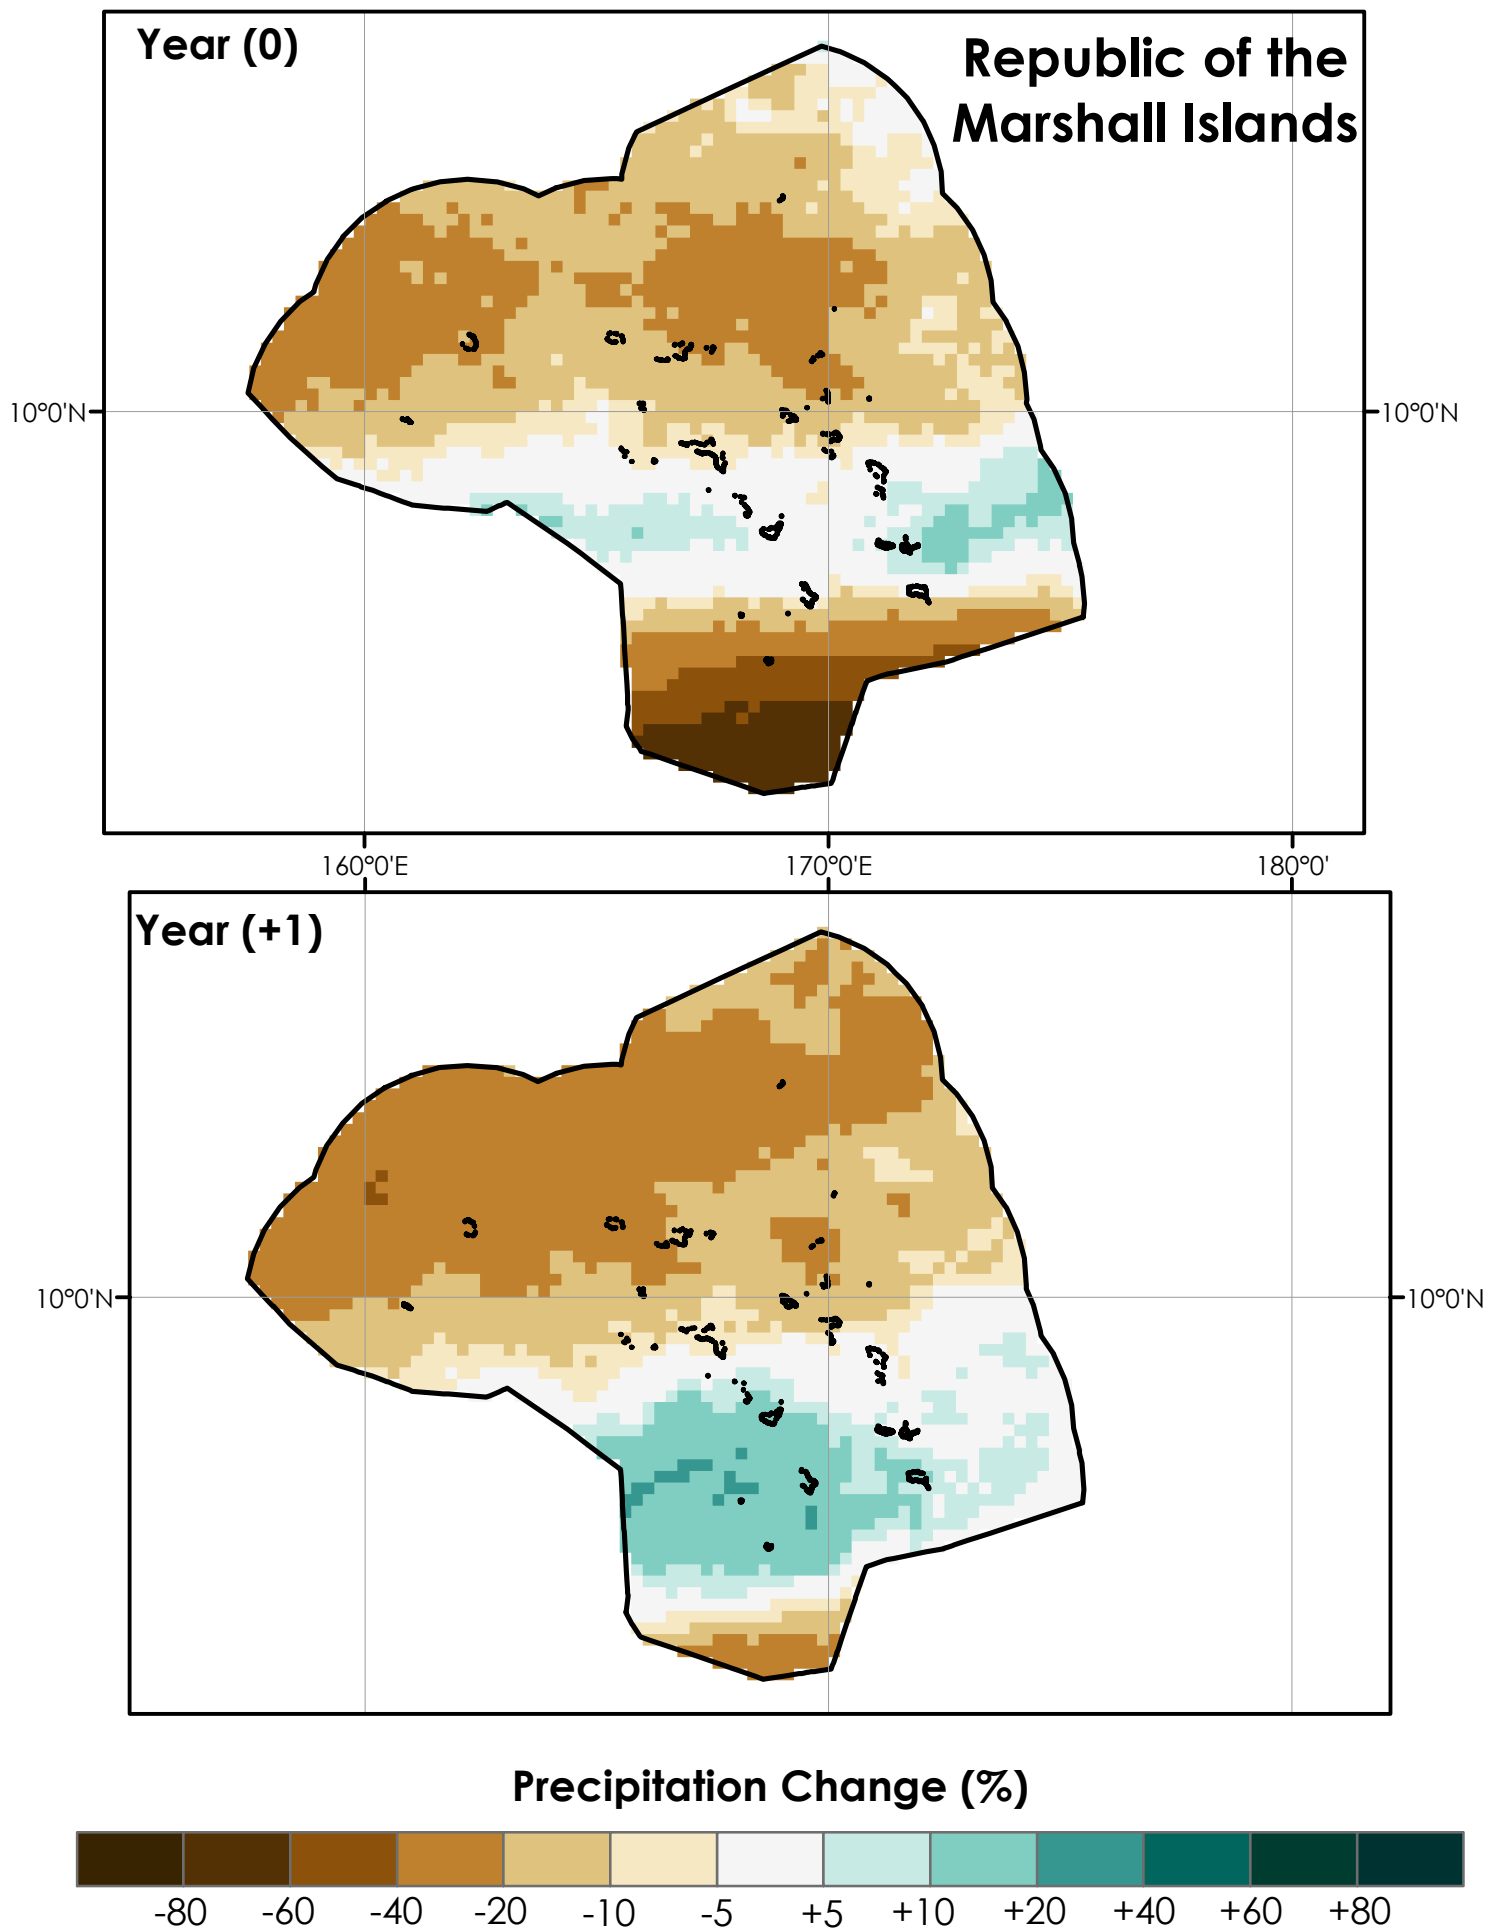 Year (0)
Republic of the
Marshall Islands
10°0'N
10°0'N
160°0'E
170°0'E
180°0'
Year (+1)
10°0'N
10°0'N
Precipitation Change (%)
-80 -60 -40 -20 -10 -5 +5 +10 +20 +40 +60 +80